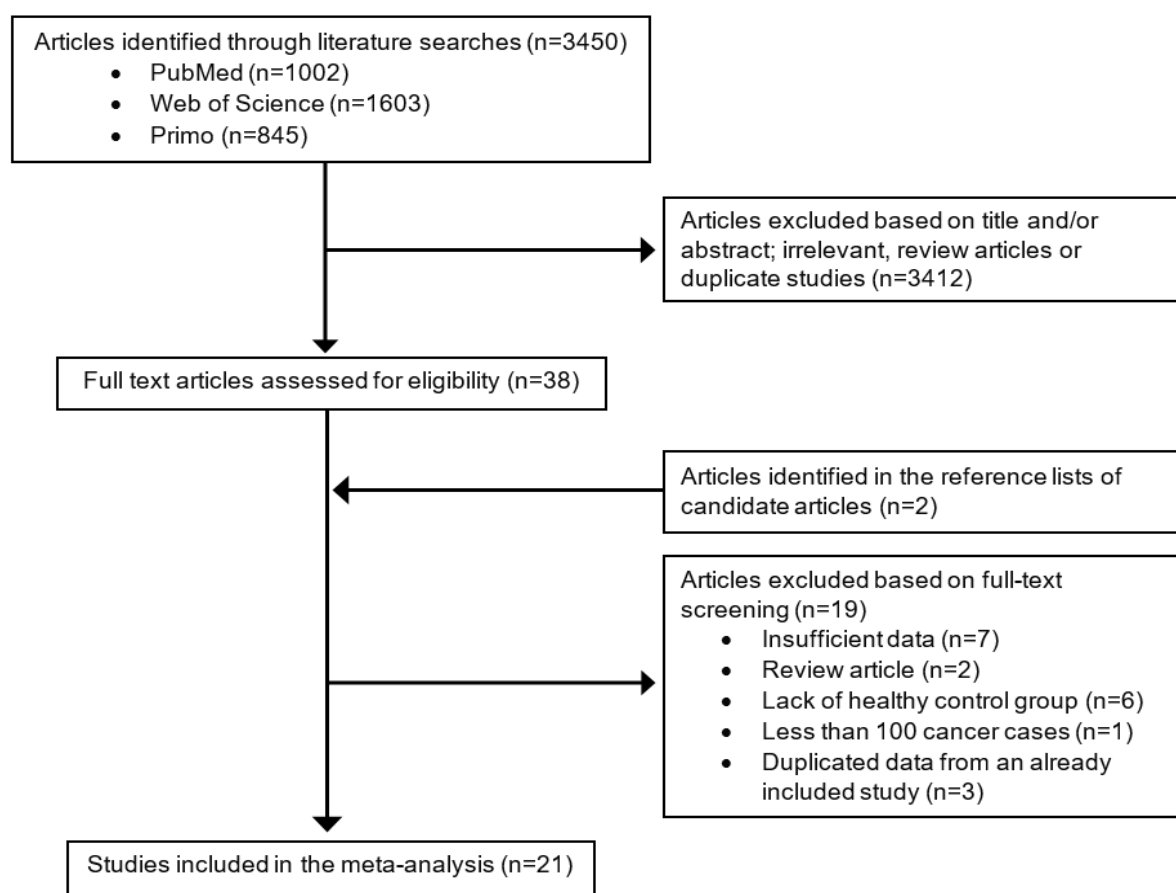 Articles identified through literature searches (n=3450)
• PubMed (n=1002)
• Web of Science (n=1603)
• Primo (n=845)
Articles excluded based on title and/or
abstract; irrelevant, review articles or
duplicate studies (n=3412)
Full text articles assessed for eligibility (n=38)
Articles identified in the reference lists of
candidate articles (n=2)
Articles excluded based on full-text
screening (n=19)
• Insufficient data (n=7)
• Review article (n=2)
• Lack of healthy control group (n=6)
• Less than 100 cancer cases (n=1)
• Duplicated data from an already
included study (n=3)
Studies included in the meta-analysis (n=21)